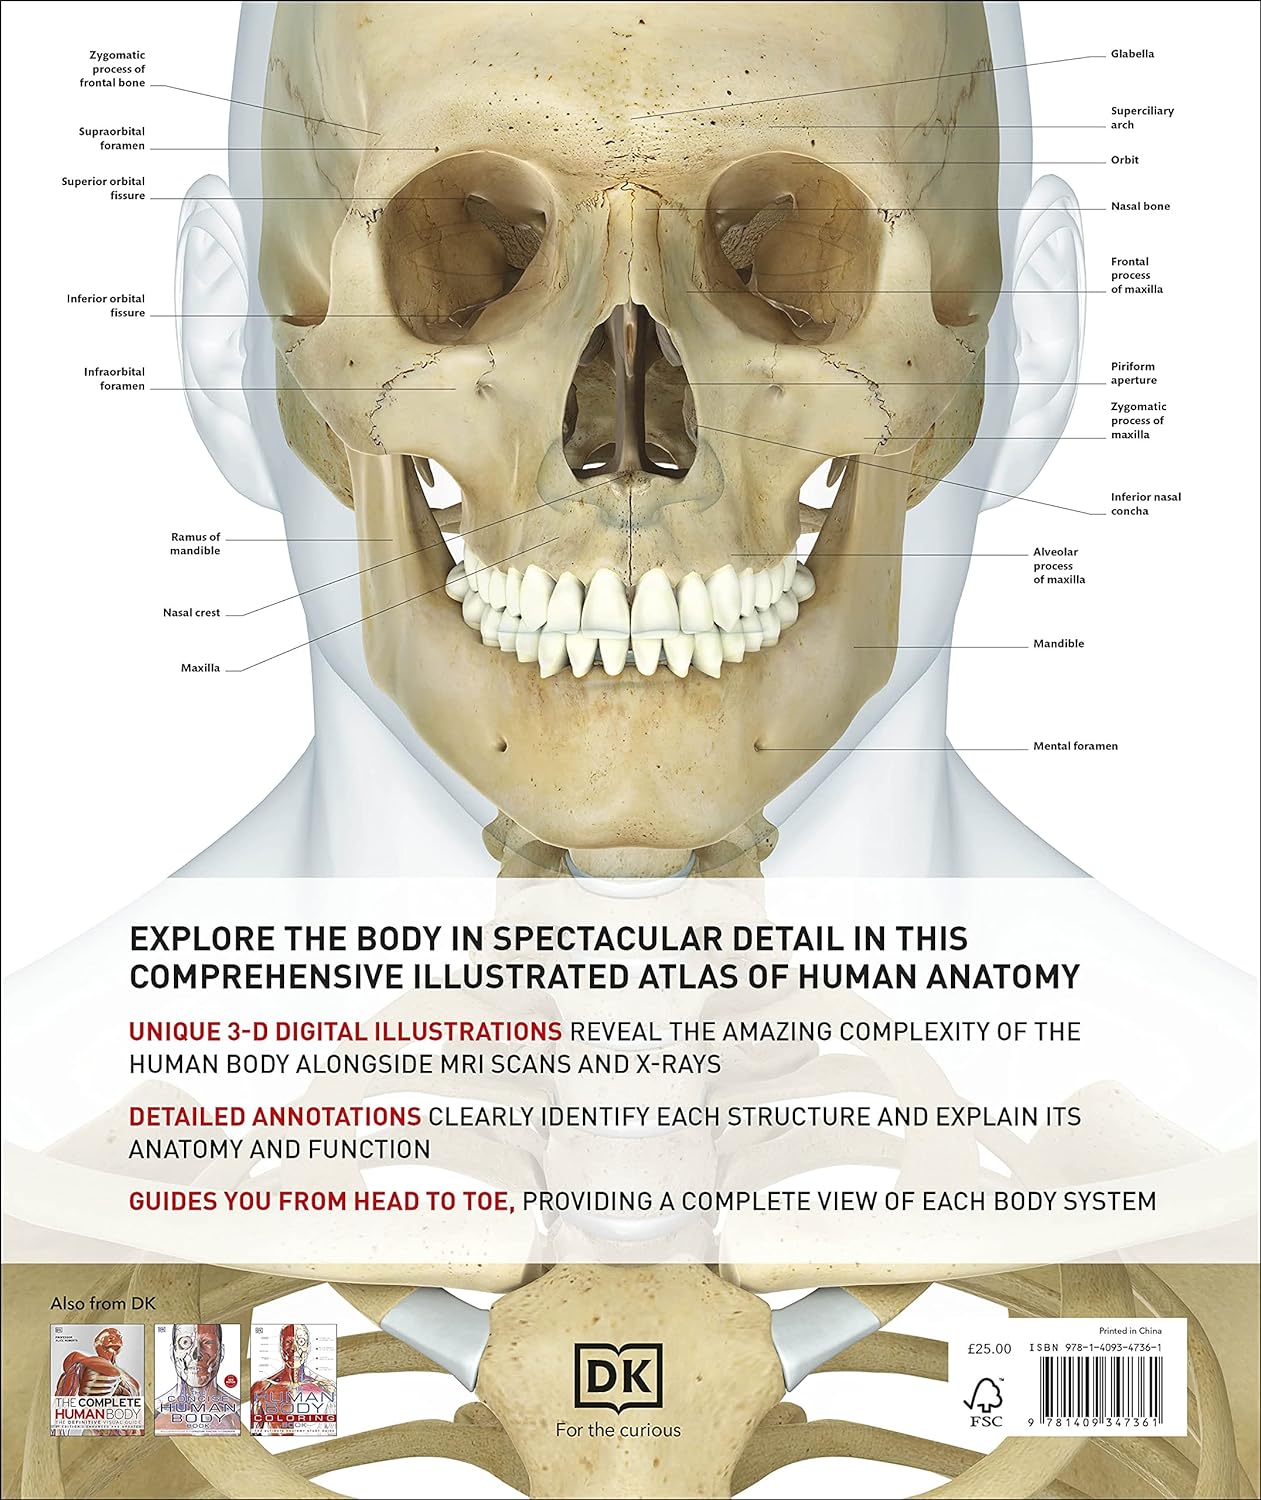 Zygomatic
process of
frontal bone
Supraorbital
foramen
Superior orbital
fissure
Inferior orbital
fissure
Infraorbital
foramen
Ramus of
mandible
Nasal crest
Maxilla
Glabella
Superciliary
arch
Orbit
Nasal bone
Frontal
process
of maxilla
Piriform
aperture
Zygomatic
process of
maxilla
Inferior nasal
concha
Alveolar
process
of maxilla
Mandible
Mental foramen
EXPLORE THE BODY IN SPECTACULAR DETAIL IN THIS
COMPREHENSIVE ILLUSTRATED ATLAS OF HUMAN ANATOMY
UNIQUE 3-D DIGITAL ILLUSTRATIONS REVEAL THE AMAZING COMPLEXITY OF THE
HUMAN BODY ALONGSIDE MRI SCANS AND X-RAYS
DETAILED ANNOTATIONS CLEARLY IDENTIFY EACH STRUCTURE AND EXPLAIN ITS
ANATOMY AND FUNCTION
GUIDES YOU FROM HEAD TO TOE, PROVIDING A COMPLETE VIEW OF EACH BODY SYSTEM
Also from DK
THE COMPLETE
HUMAN BODY
THE DEFINITIVE VISUAL GUIDE
CONCISE
HUMAN
BODY
BOOK
HUMAN
BODY
COLORING
BOOK
DK
For the curious
Printed in China
£25.00
ISBN 978-1-4093-4736-1
FSC
9 781409 347361